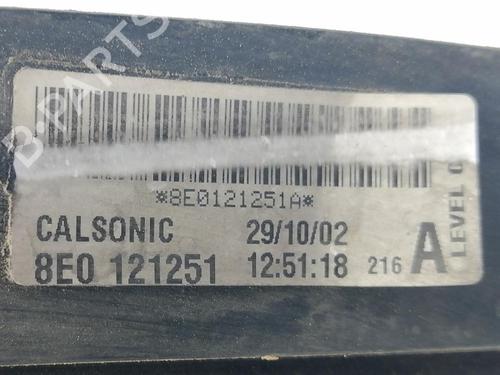 *8E0121251A*
CALSONIC 29/10/02
8E0 121251 12:51:18 216 A
LEVEL 0
B-PARTS